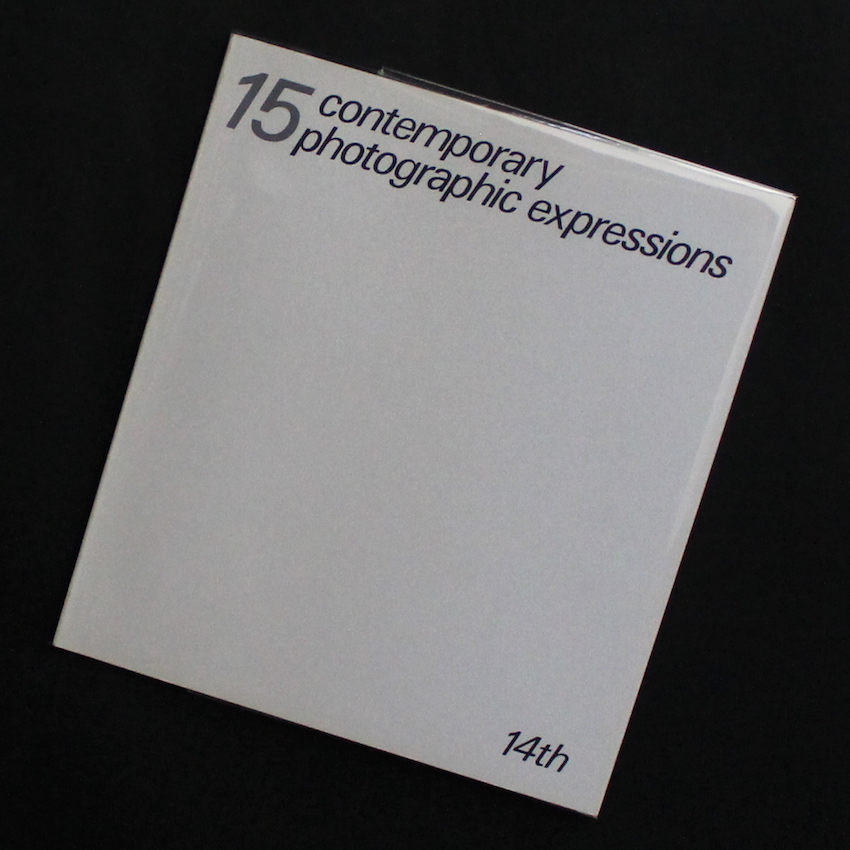 15 contemporary
photographic expressions
14th